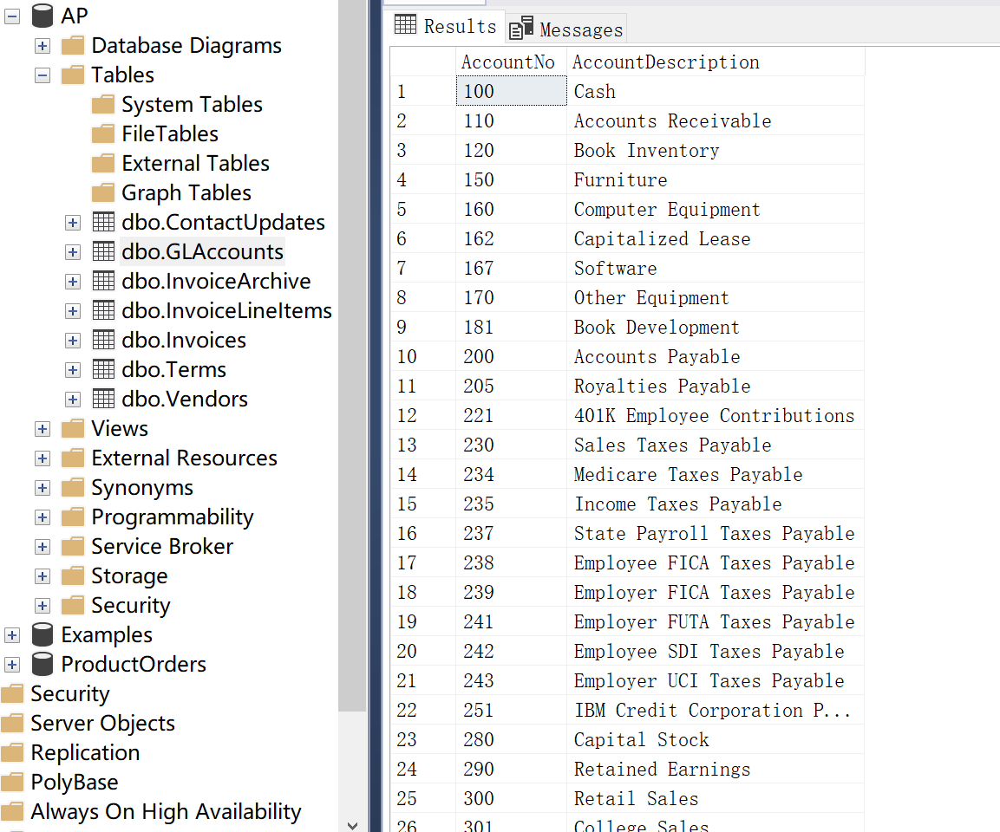 AP
Database Diagrams
Tables
System Tables
FileTables
External Tables
Graph Tables
dbo.ContactUpdates
dbo.GLAccounts
dbo.InvoiceArchive
dbo.InvoiceLineItems
dbo.Invoices
dbo.Terms
dbo.Vendors
Views
External Resources
Synonyms
Programmability
Service Broker
Storage
Security
Examples
ProductOrders
Security
Server Objects
Replication
PolyBase
Always On High Availability
Results Messages
AccountNo AccountDescription
1 100 Cash
2 110 Accounts Receivable
3 120 Book Inventory
4 150 Furniture
5 160 Computer Equipment
6 162 Capitalized Lease
7 167 Software
8 170 Other Equipment
9 181 Book Development
10 200 Accounts Payable
11 205 Royalties Payable
12 221 401K Employee Contributions
13 230 Sales Taxes Payable
14 234 Medicare Taxes Payable
15 235 Income Taxes Payable
16 237 State Payroll Taxes Payable
17 238 Employee FICA Taxes Payable
18 239 Employer FICA Taxes Payable
19 241 Employer FUTA Taxes Payable
20 242 Employee SDI Taxes Payable
21 243 Employer UCI Taxes Payable
22 251 IBM Credit Corporation P...
23 280 Capital Stock
24 290 Retained Earnings
25 300 Retail Sales
26 301 College Sales